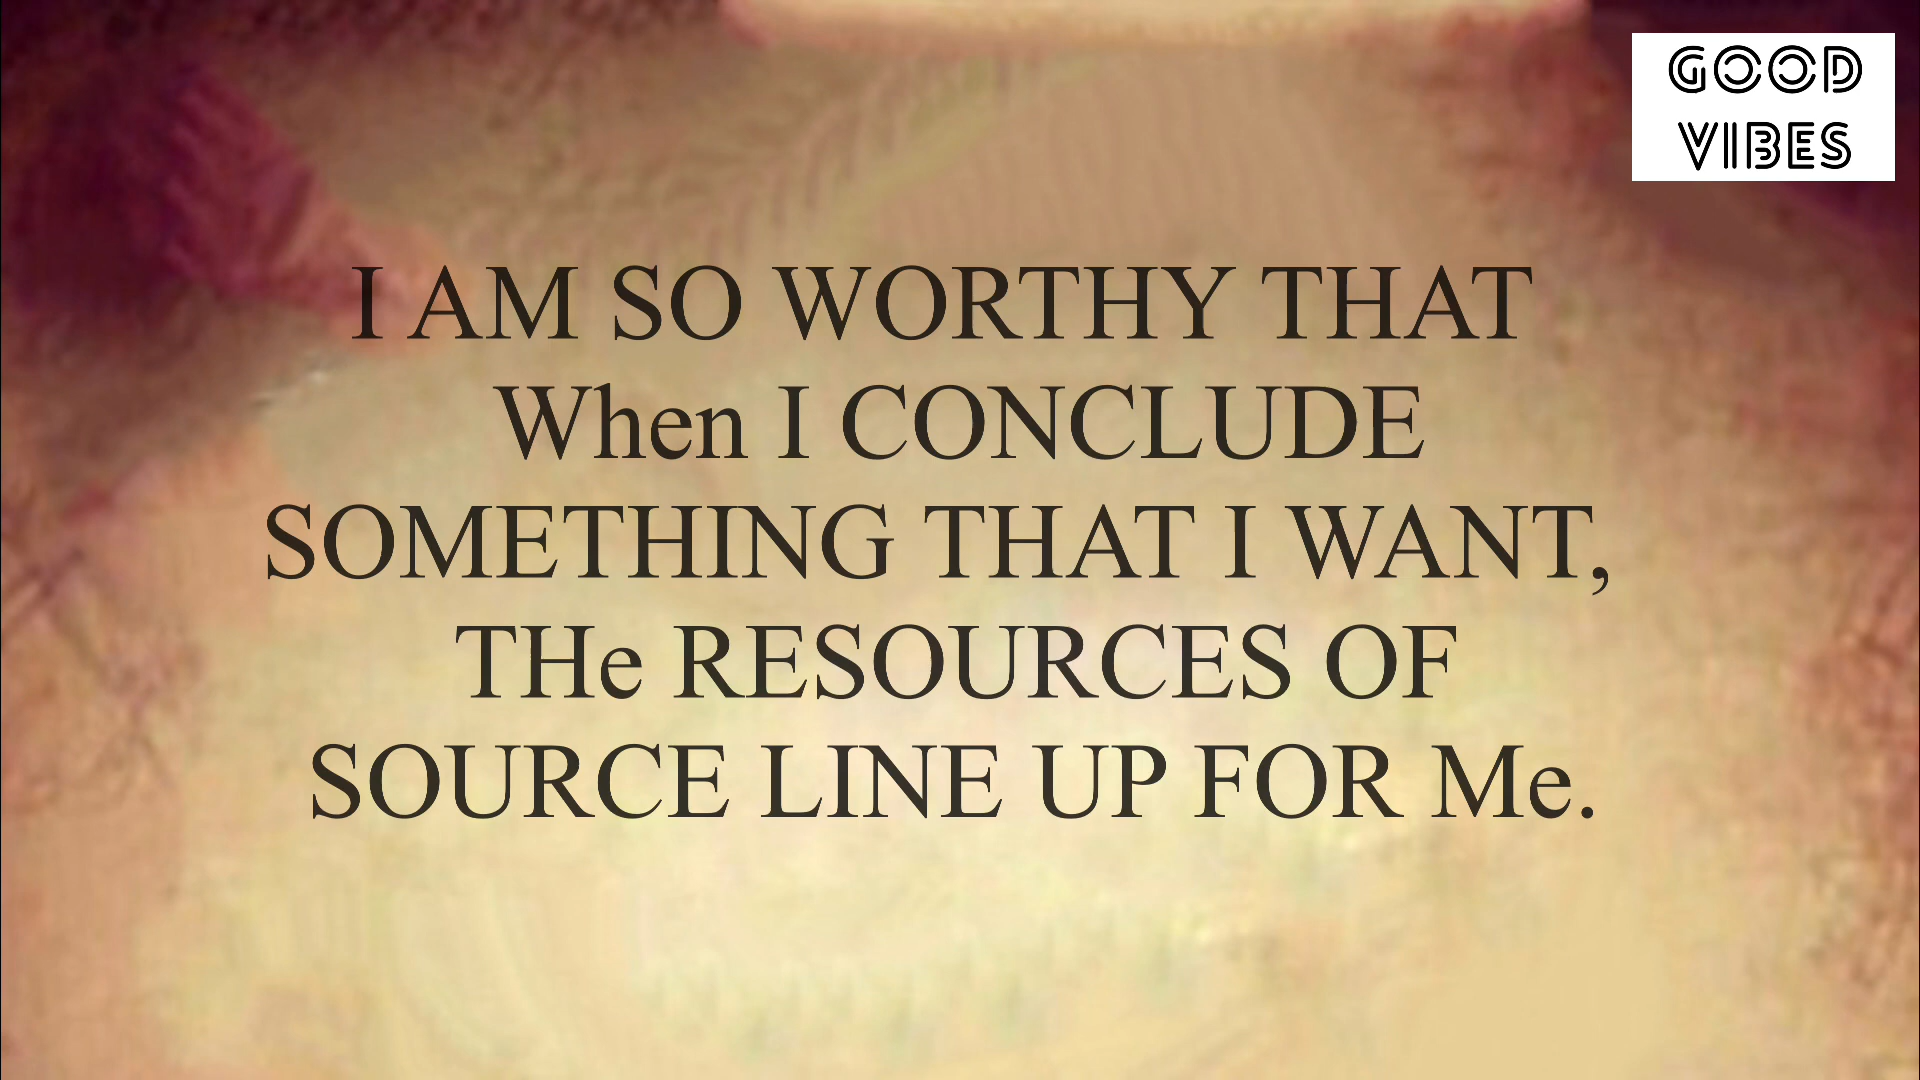 GOOD
VIBES
I AM SO WORTHY THAT
When I CONCLUDE
SOMETHING THAT I WANT,
THe RESOURCES OF
SOURCE LINE UP FOR Me.